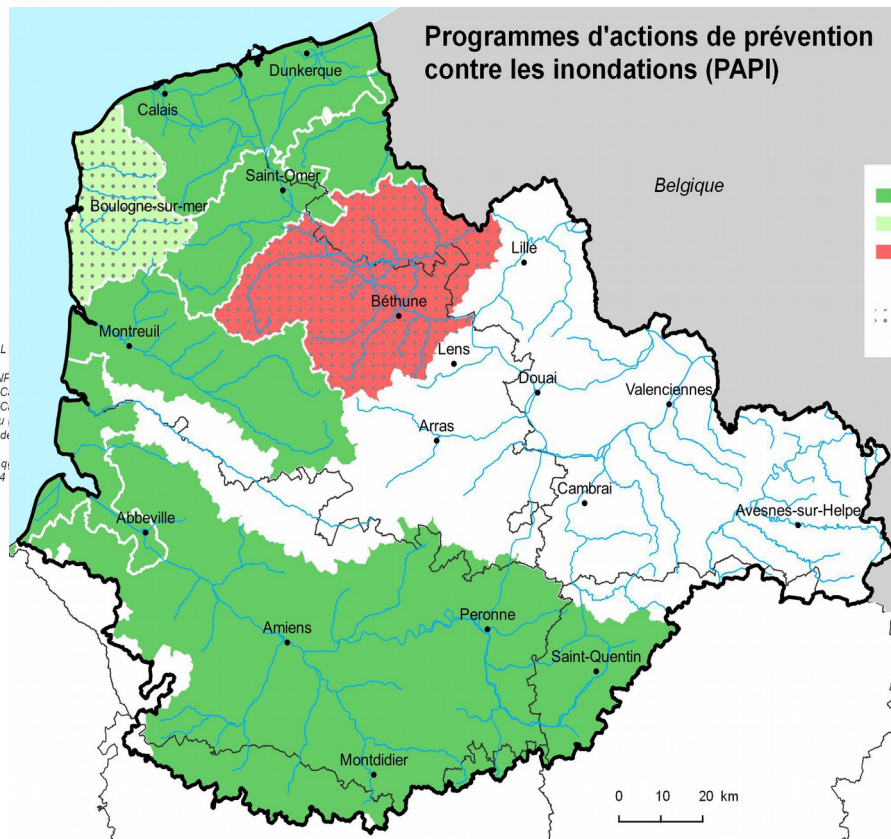 Programmes d'actions de prévention
contre les inondations (PAPI)
Dunkerque
Calais
Saint-Omer
Belgique
Boulogne-sur-mer
Lille
Béthune
Montreuil
Lens
Douai
Valenciennes
Arras
Cambrai
Avesnes-sur-Helpe
Abbeville
Amiens
Peronne
Saint-Quentin
Montdidier
0 10 20 km